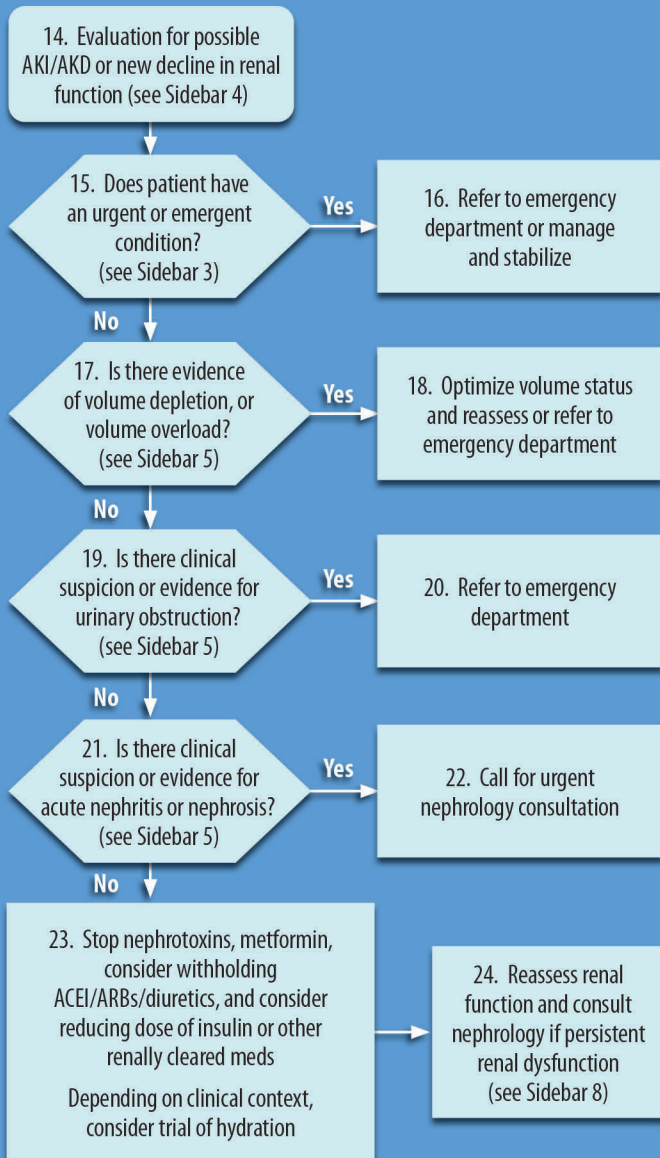 14. Evaluation for possible
AKI/AKD or new decline in renal
function (see Sidebar 4)
15. Does patient have
an urgent or emergent
condition?
(see Sidebar 3)
Yes
16. Refer to emergency
department or manage
and stabilize
No
17. Is there evidence
of volume depletion, or
volume overload?
(see Sidebar 5)
Yes
18. Optimize volume status
and reassess or refer to
emergency department
No
19. Is there clinical
suspicion or evidence for
urinary obstruction?
(see Sidebar 5)
Yes
20. Refer to emergency
department
No
21. Is there clinical
suspicion or evidence for
acute nephritis or nephrosis?
(see Sidebar 5)
Yes
22. Call for urgent
nephrology consultation
No
23. Stop nephrotoxins, metformin,
consider withholding
ACEI/ARBs/diuretics, and consider
reducing dose of insulin or other
renally cleared meds
Depending on clinical context,
consider trial of hydration
24. Reassess renal
function and consult
nephrology if persistent
renal dysfunction
(see Sidebar 8)